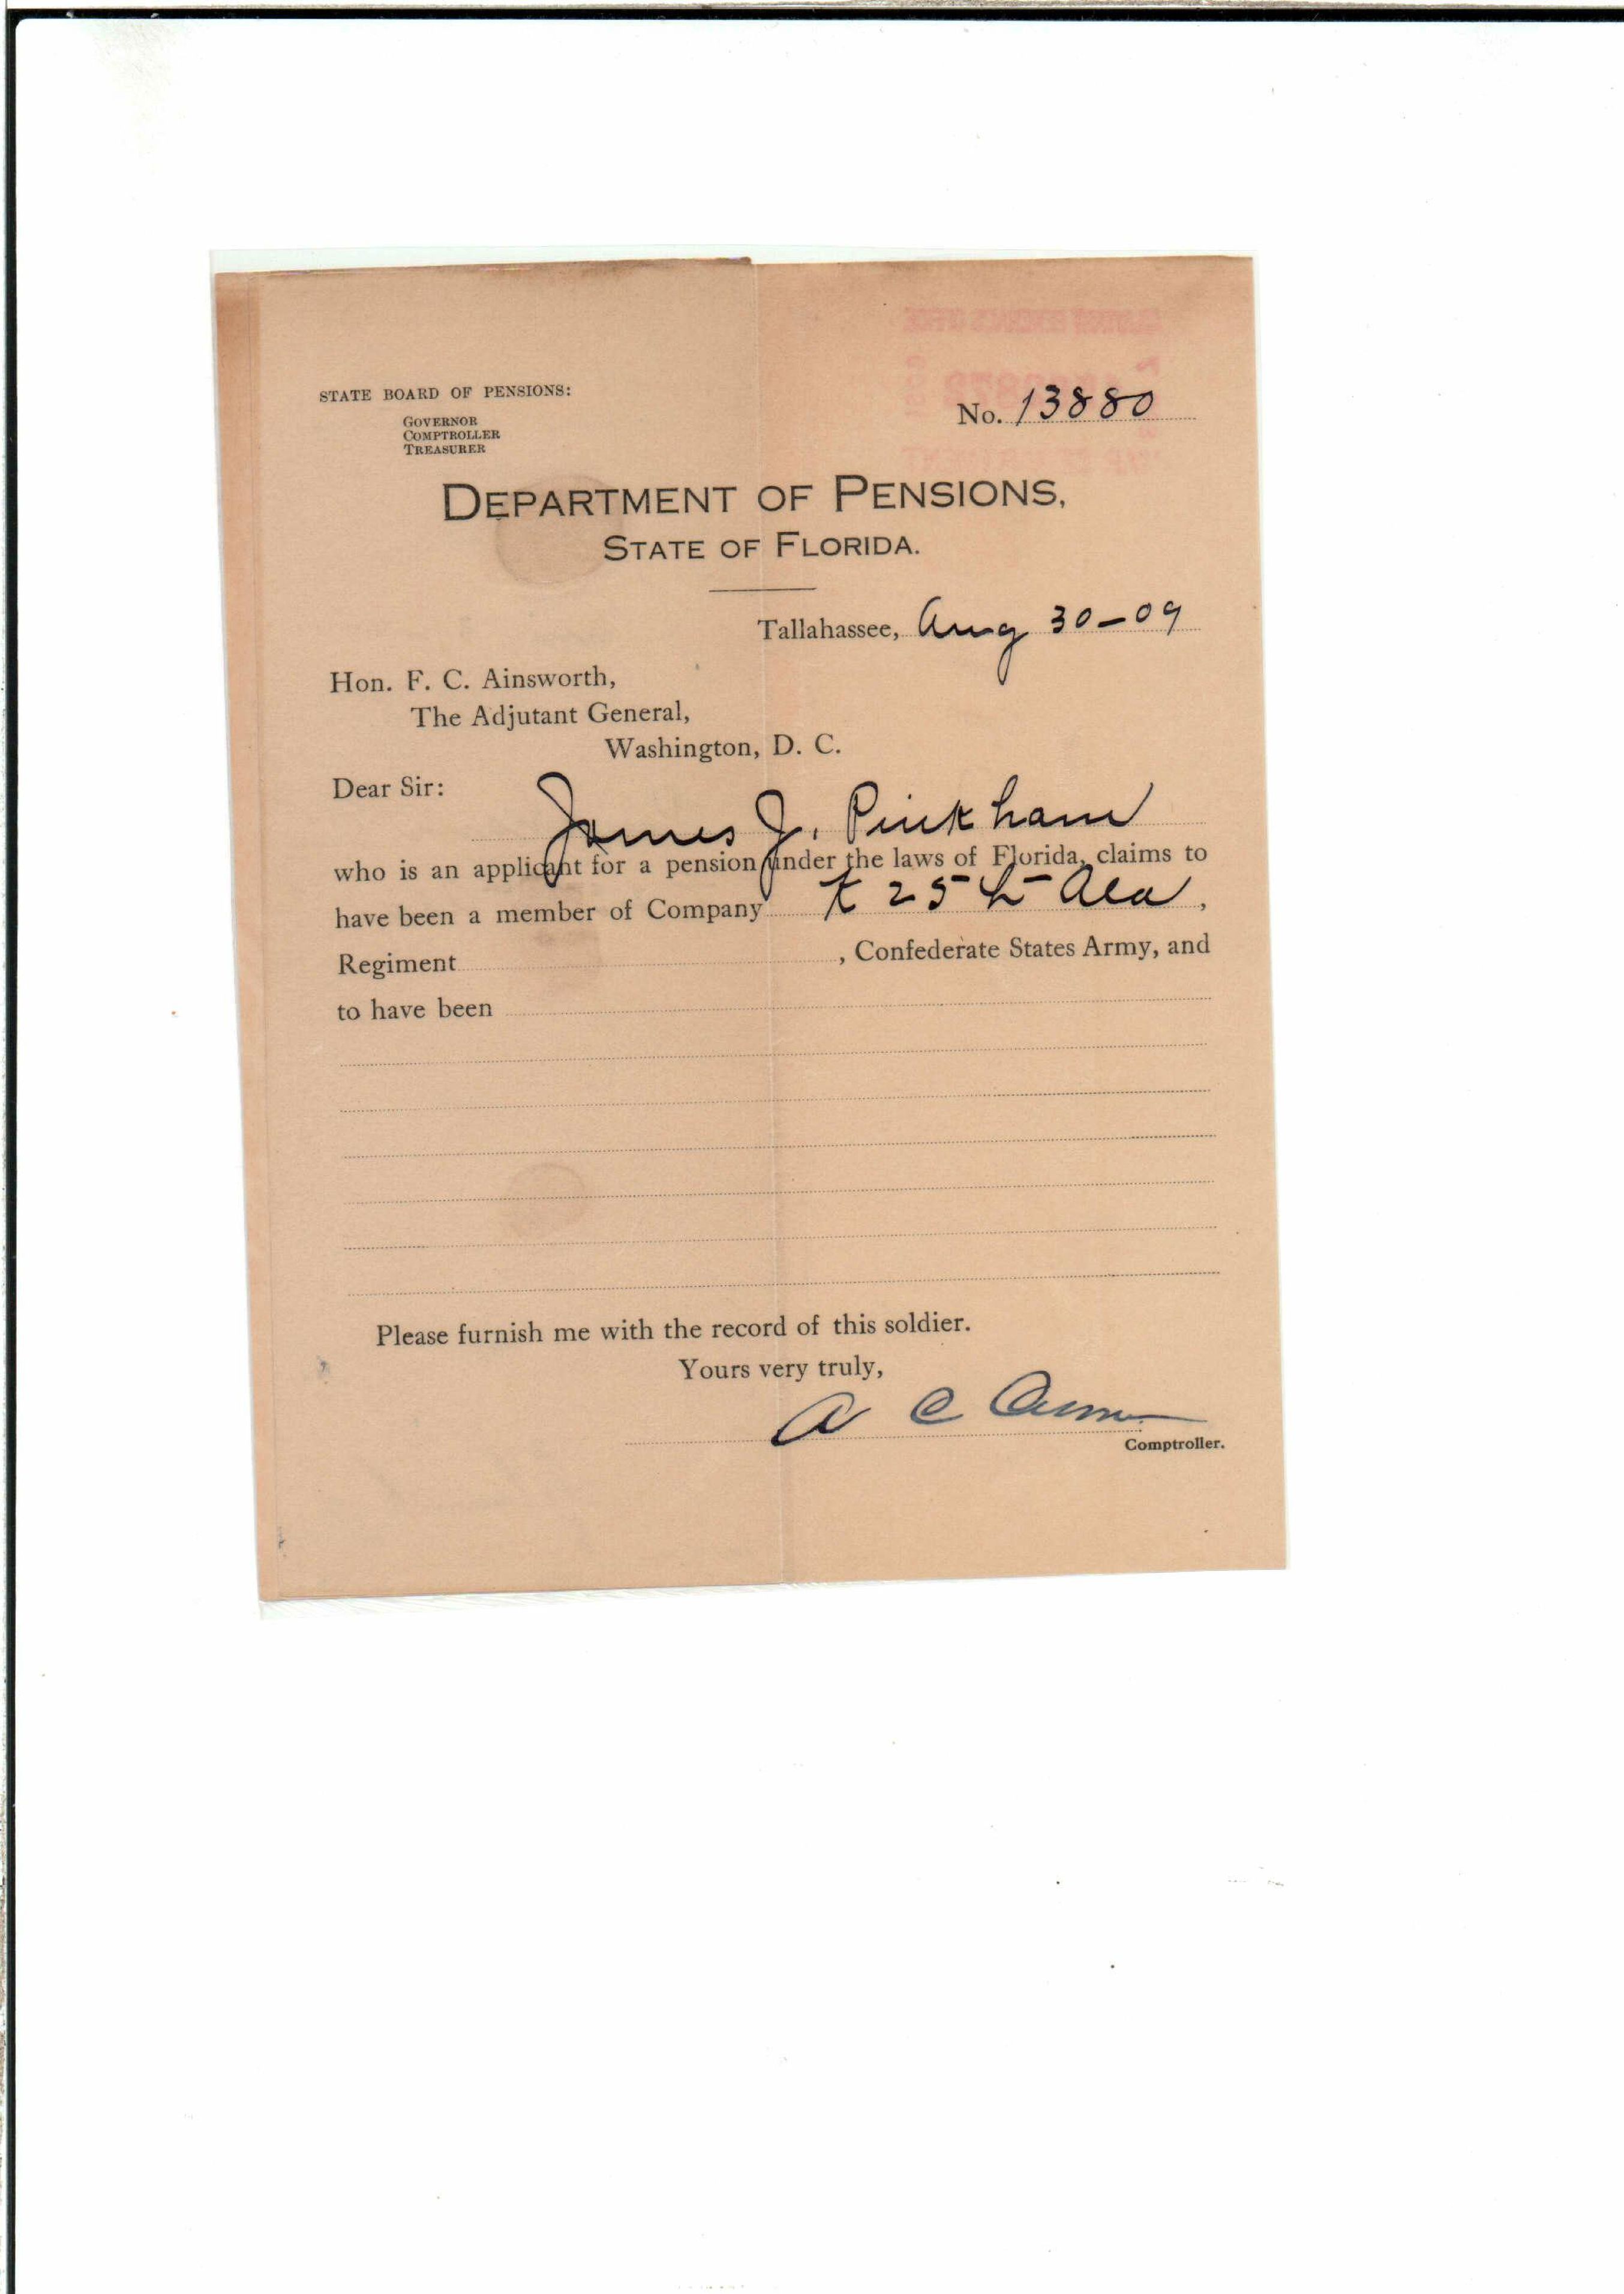 STATE BOARD OF PENSIONS:
GOVERNOR
COMPTROLLER
TREASURER
No. 13880
DEPARTMENT OF PENSIONS,
STATE OF FLORIDA.
Tallahassee, Aug 30-09
Hon. F. C. Ainsworth,
The Adjutant General,
Washington, D. C.
Dear Sir:
James J. Pinkham
who is an applicant for a pension under the laws of Florida, claims to
have been a member of Company 25 Ala,
Regiment , Confederate States Army, and
to have been
Please furnish me with the record of this soldier.
Yours very truly,
A C
Comptroller.